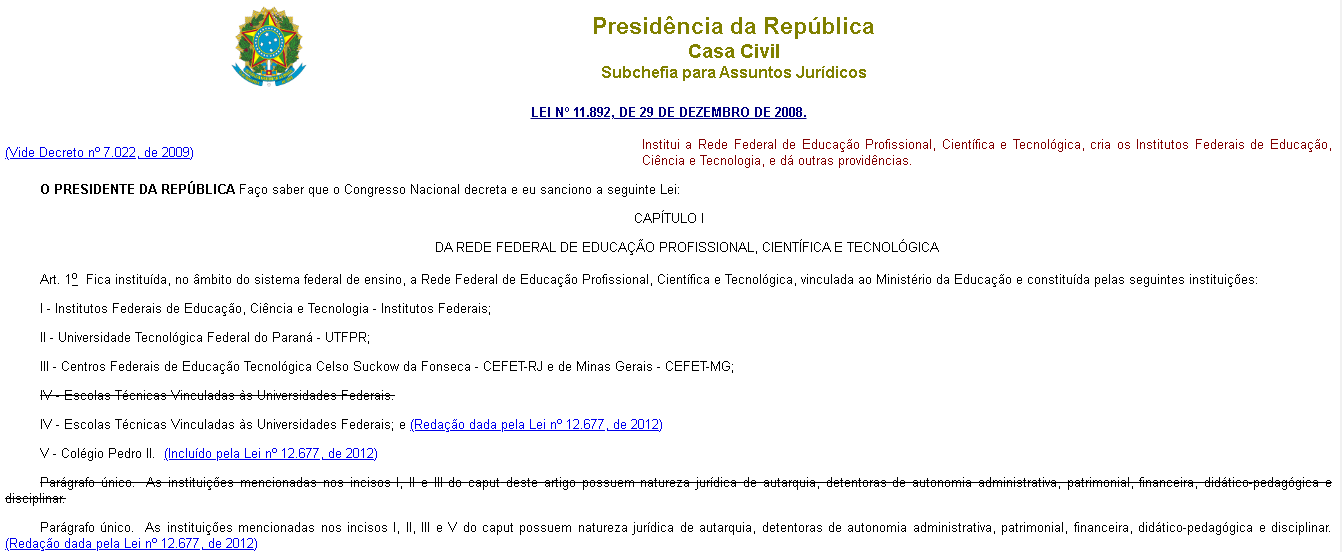 Presidência da República
Casa Civil
Subchefia para Assuntos Jurídicos
LEI Nº 11.892, DE 29 DE DEZEMBRO DE 2008.
(Vide Decreto nº 7.022, de 2009)
Institui a Rede Federal de Educação Profissional, Científica e Tecnológica, cria os Institutos Federais de Educação,
Ciência e Tecnologia, e dá outras providências.
O PRESIDENTE DA REPÚBLICA Faço saber que o Congresso Nacional decreta e eu sanciono a seguinte Lei:
CAPÍTULO I
DA REDE FEDERAL DE EDUCAÇÃO PROFISSIONAL, CIENTÍFICA E TECNOLÓGICA
Art. 1º Fica instituída, no âmbito do sistema federal de ensino, a Rede Federal de Educação Profissional, Científica e Tecnológica, vinculada ao Ministério da Educação e constituída pelas seguintes instituições:
I - Institutos Federais de Educação, Ciência e Tecnologia - Institutos Federais;
II - Universidade Tecnológica Federal do Paraná - UTFPR;
III - Centros Federais de Educação Tecnológica Celso Suckow da Fonseca - CEFET-RJ e de Minas Gerais - CEFET-MG;
IV - Escolas Técnicas Vinculadas às Universidades Federais.
IV - Escolas Técnicas Vinculadas às Universidades Federais; e (Redação dada pela Lei nº 12.677, de 2012)
V - Colégio Pedro II. (Incluído pela Lei nº 12.677, de 2012)
Parágrafo único. As instituições mencionadas nos incisos I, II e III do caput deste artigo possuem natureza jurídica de autarquia, detentoras de autonomia administrativa, patrimonial, financeira, didático-pedagógica e
disciplinar.
Parágrafo único. As instituições mencionadas nos incisos I, II, III e V do caput possuem natureza jurídica de autarquia, detentoras de autonomia administrativa, patrimonial, financeira, didático-pedagógica e disciplinar.
(Redação dada pela Lei nº 12.677, de 2012)